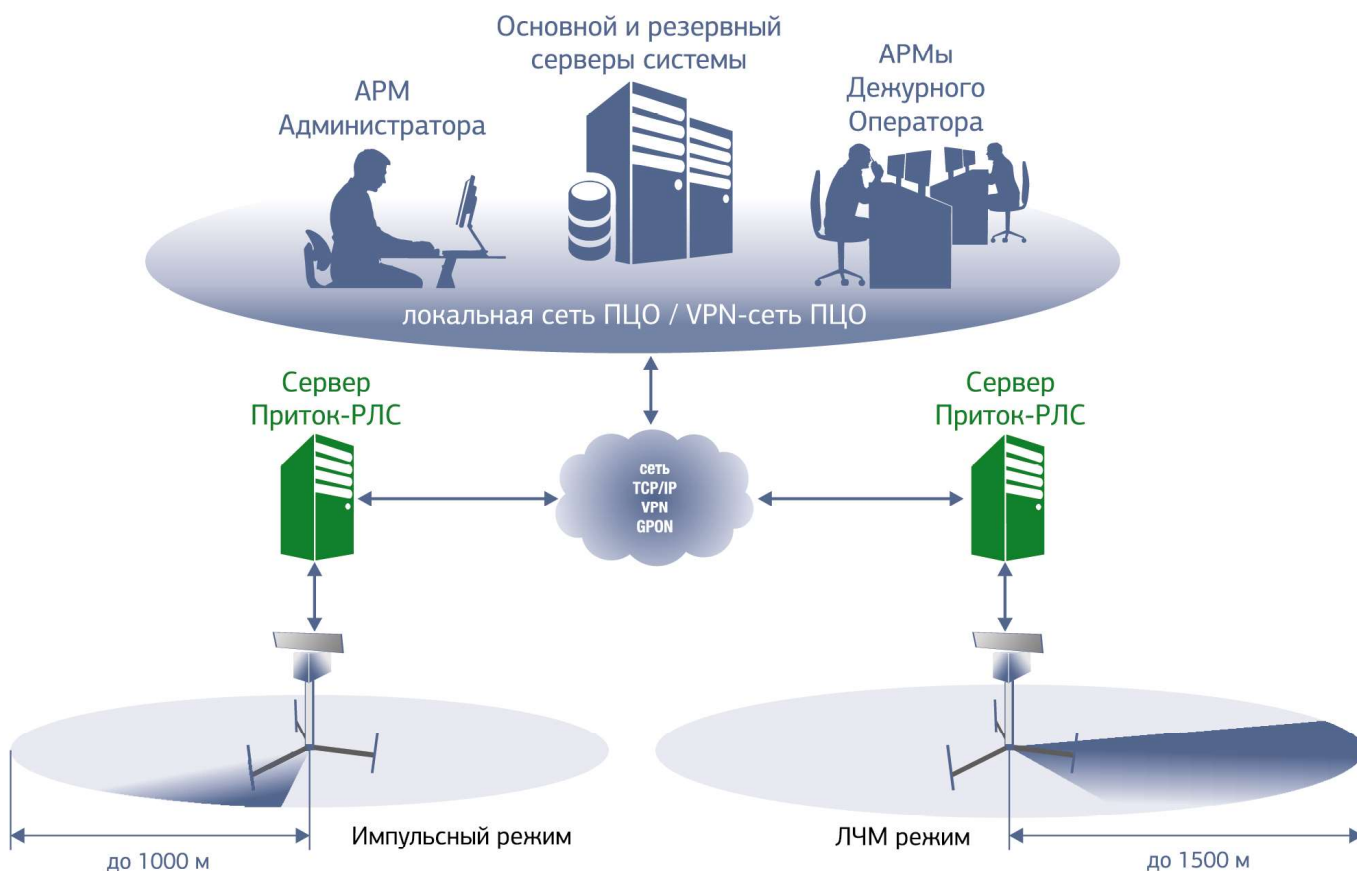 Основной и резервный
серверы системы
АРМ
Администратора
АРМы
Дежурного
Оператора
локальная сеть ПЦО / VPN-сеть ПЦО
Сервер
Приток-РЛС
Сервер
Приток-РЛС
сеть
TCP/IP
VPN
GPON
Импульсный режим
ЛЧМ режим
до 1000 м
до 1500 м